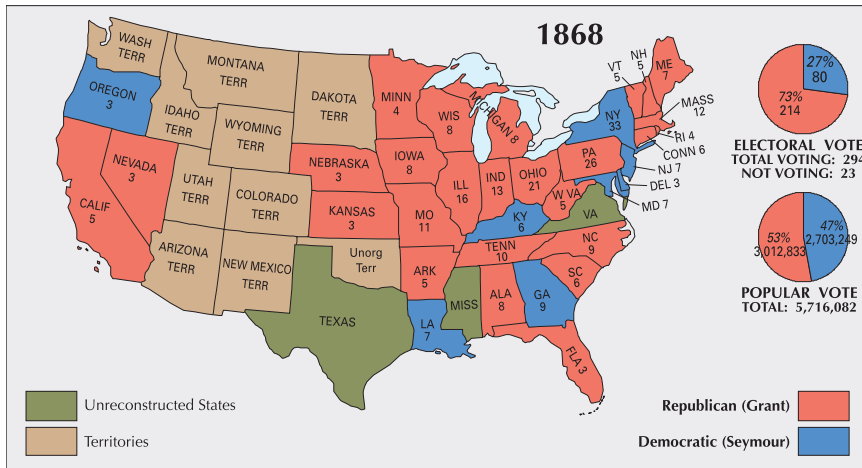 1868
WASH
TERR
MONTANA
TERR
DAKOTA
TERR
MINN
4
OREGON
3
IDAHO
TERR
WYOMING
TERR
WIS
8
MICHIGAN 8
VT
5
NH
5
ME
7
MASS
12
NY
33
RI 4
CONN 6
NJ 7
DEL 3
MD 7
PA
26
NEVADA
3
NEBRASKA
3
IOWA
8
UTAH
TERR
COLORADO
TERR
CALIF
5
KANSAS
3
MO
11
ILL
16
IND
13
OHIO
21
W VA
5
VA
KY
6
ARIZONA
TERR
NEW MEXICO
TERR
Unorg
Terr
ARK
5
TENN
10
NC
9
SC
6
TEXAS
LA
7
MISS
ALA
8
GA
9
FLA 3
27%
80
73%
214
ELECTORAL VOTE
TOTAL VOTING: 294
NOT VOTING: 23
47%
2,703,249
53%
3,012,833
POPULAR VOTE
TOTAL: 5,716,082
Unreconstructed States
Territories
Republican (Grant)
Democratic (Seymour)